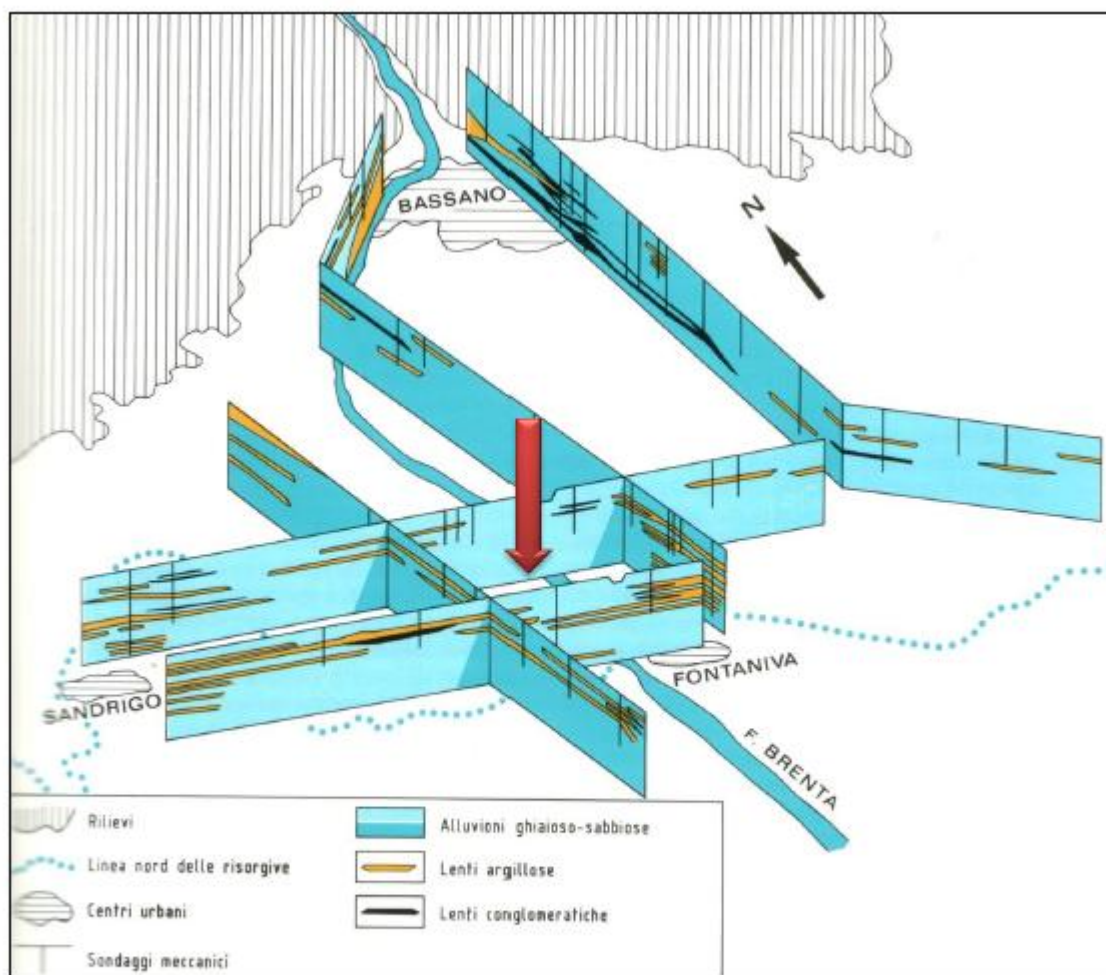 BASSANO
N
SANDRIGO
FONTANIVA
F. BRENTA
Rilievi
Linea nord delle risorgive
Centri urbani
Sondaggi meccanici
Alluvioni ghiaioso-sabbiose
Lenti argillose
Lenti conglomeratiche